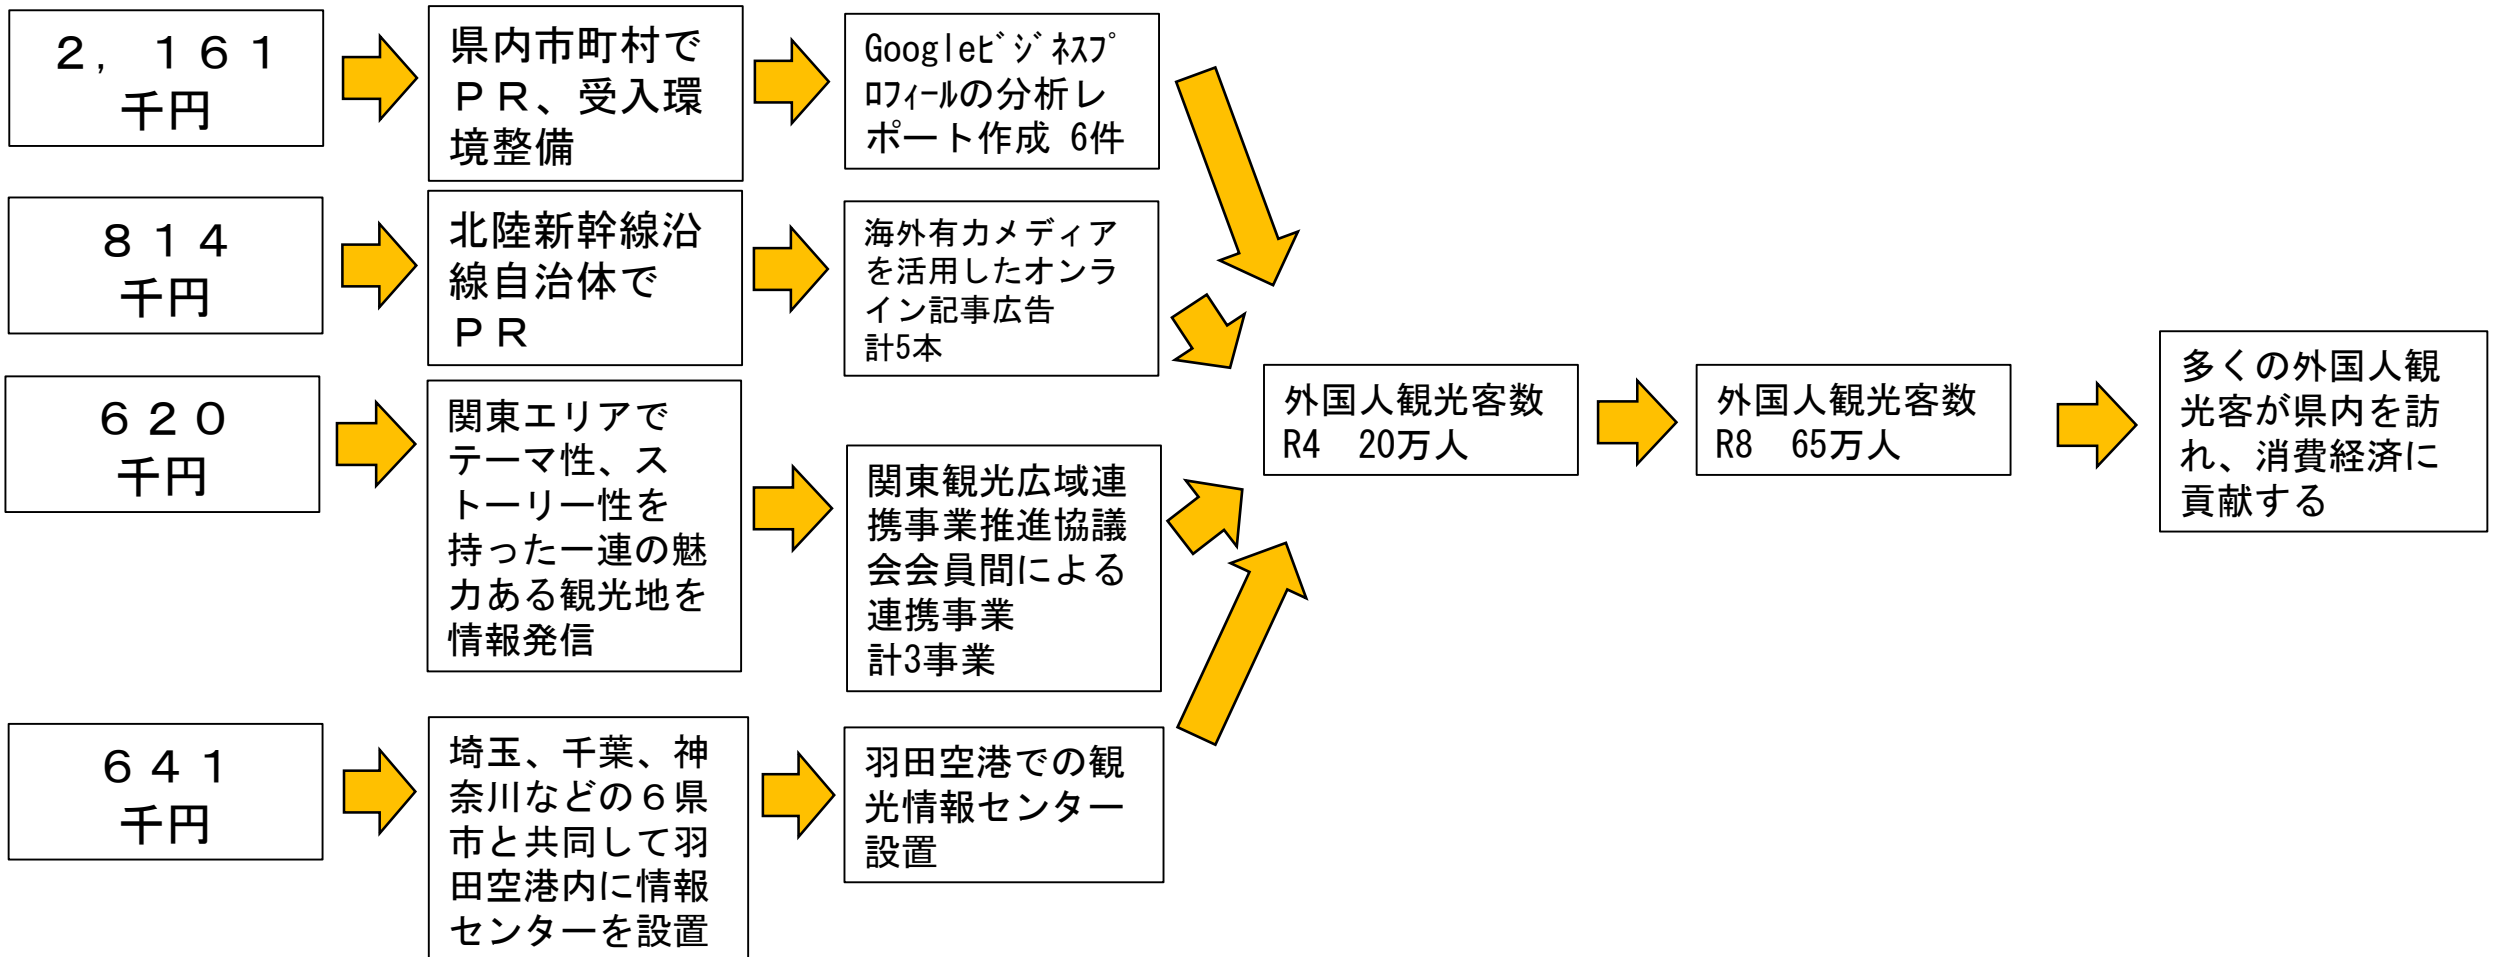 ２，１６１
千円
県内市町村で
ＰＲ、受入環
境整備
Googleﾋﾞｼﾞﾈｽﾌﾟ
ﾛﾌｨｰﾙの分析レ
ポート作成 6件
８１４
千円
北陸新幹線沿
線自治体で
ＰＲ
海外有力メディア
を活用したオンラ
イン記事広告
計5本
６２０
千円
関東エリアで
テーマ性、ス
トーリー性を
持った一連の魅
力ある観光地を
情報発信
関東観光広域連
携事業推進協議
会会員間による
連携事業
計3事業
６４１
千円
埼玉、千葉、神
奈川などの６県
市と共同して羽
田空港内に情報
センターを設置
羽田空港での観
光情報センター
設置
外国人観光客数
R4　20万人
外国人観光客数
R8　65万人
多くの外国人観
光客が県内を訪
れ、消費経済に
貢献する